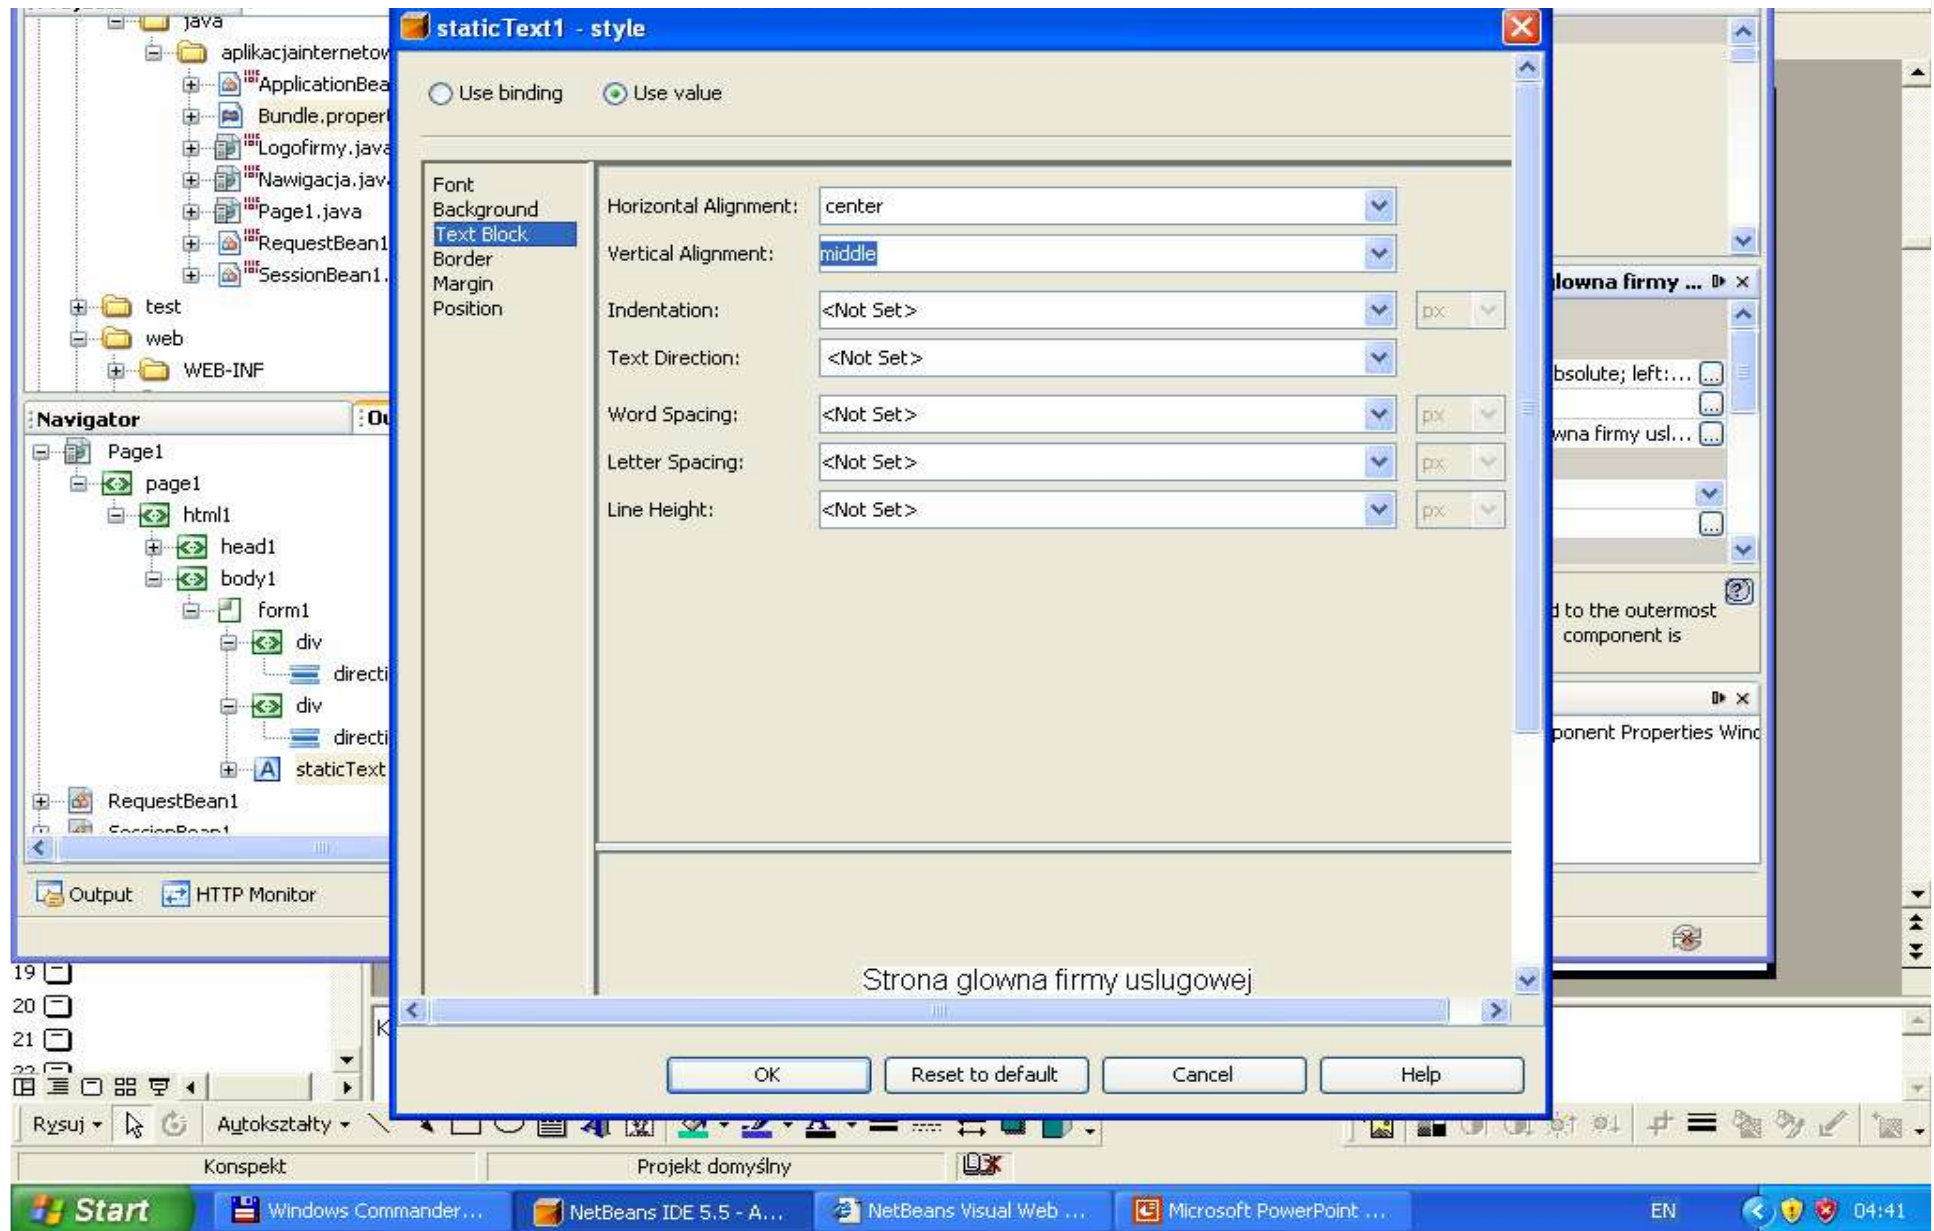 java
aplikacjainternetow
ApplicationBea
Bundle.propert
Logofirmy.java
Nawigacja.jav
Page1.java
RequestBean1
SessionBean1.
test
web
WEB-INF
Navigator
Page1
page1
html1
head1
body1
form1
div
directi
div
directi
staticText
RequestBean1
Output
HTTP Monitor
staticText1 - style
Use binding
Use value
Font
Background
Text Block
Border
Margin
Position
Horizontal Alignment: center
Vertical Alignment: middle
Indentation: <Not Set> px
Text Direction: <Not Set>
Word Spacing: <Not Set> px
Letter Spacing: <Not Set> px
Line Height: <Not Set> px
Strona glowna firmy uslugowej
OK
Reset to default
Cancel
Help
lowna firmy ...
bsolute; left:... ...
...
wna firmy usl... ...
...
d to the outermost
component is
ponent Properties Winc
19
20
21
22
K
Rysuj
Autokształty
Konspekt
Projekt domyślny
Start
Windows Commander...
NetBeans IDE 5.5 - A...
NetBeans Visual Web ...
Microsoft PowerPoint ...
EN
04:41